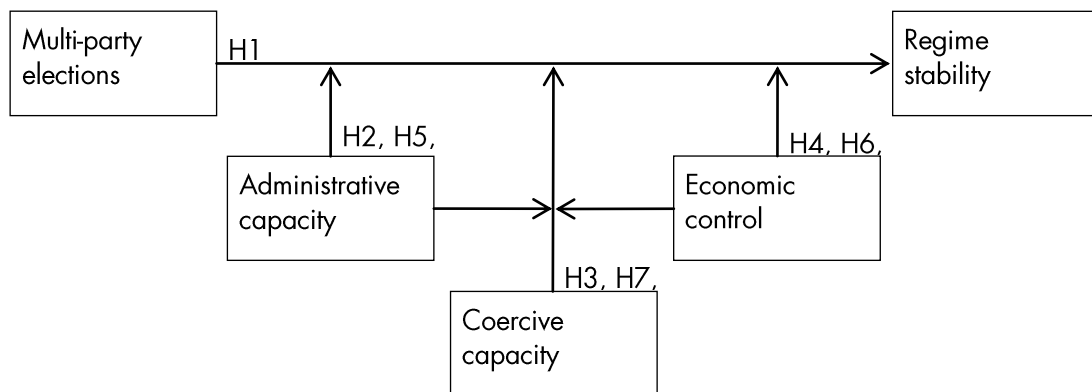 Multi-party
elections
H1
Regime
stability
H2, H5,
H4, H6,
Administrative
capacity
Economic
control
H3, H7,
Coercive
capacity